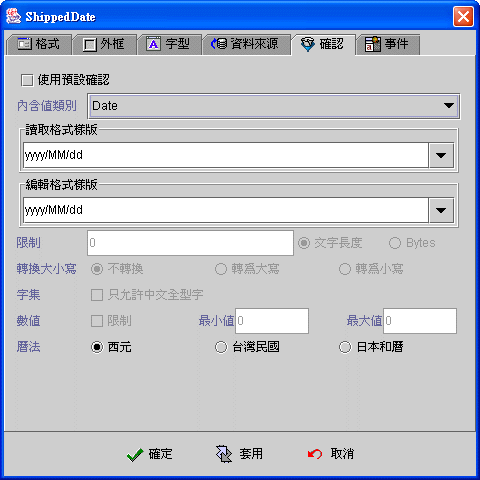 ShippedDate
格式 外框 字型 資料來源 確認 事件
使用預設確認
內含值類別 Date
讀取格式樣版
yyyy/MM/dd
編輯格式樣版
yyyy/MM/dd
限制 0 文字長度 Bytes
轉換大小寫 不轉換 轉為大寫 轉為小寫
字集 只允許中文全型字
數值 限制 最小值 0 最大值 0
曆法 西元 台灣民國 日本和曆
確定 套用 取消